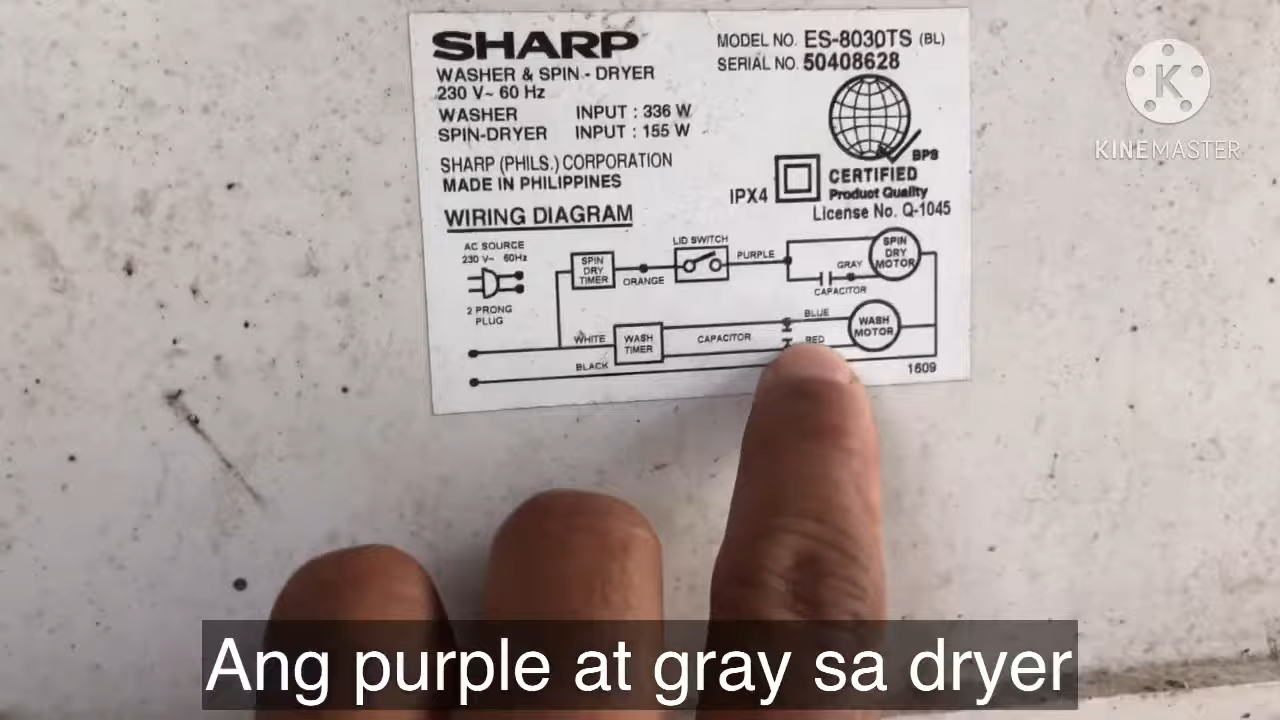 SHARP
WASHER & SPIN - DRYER
230 V~ 60 Hz
WASHER INPUT : 336 W
SPIN-DRYER INPUT : 155 W
SHARP (PHILS.) CORPORATION
MADE IN PHILIPPINES
MODEL NO. ES-8030TS (BL)
SERIAL NO. 50408628
BPS
CERTIFIED
Product Quality
License No. Q-1045
IPX4
WIRING DIAGRAM
AC SOURCE
230 V~ 60Hz
2 PRONG
PLUG
SPIN
DRY
TIMER
ORANGE
LID SWITCH
PURPLE
GRAY
CAPACITOR
SPIN
DRY
MOTOR
WHITE
WASH
TIMER
CAPACITOR
BLUE
RED
WASH
MOTOR
BLACK
1609
K
KINEMASTER
Ang purple at gray sa dryer